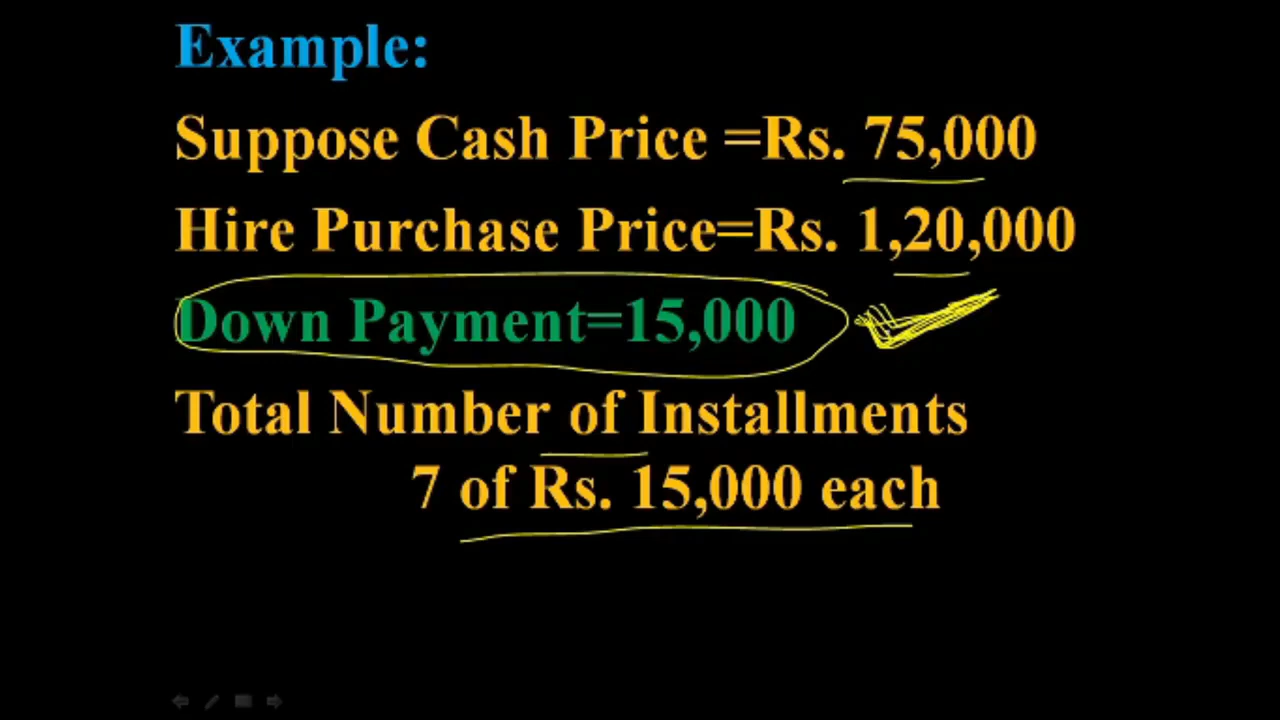 Example:
Suppose Cash Price =Rs. 75,000
Hire Purchase Price=Rs. 1,20,000
Down Payment=15,000
Total Number of Installments
7 of Rs. 15,000 each